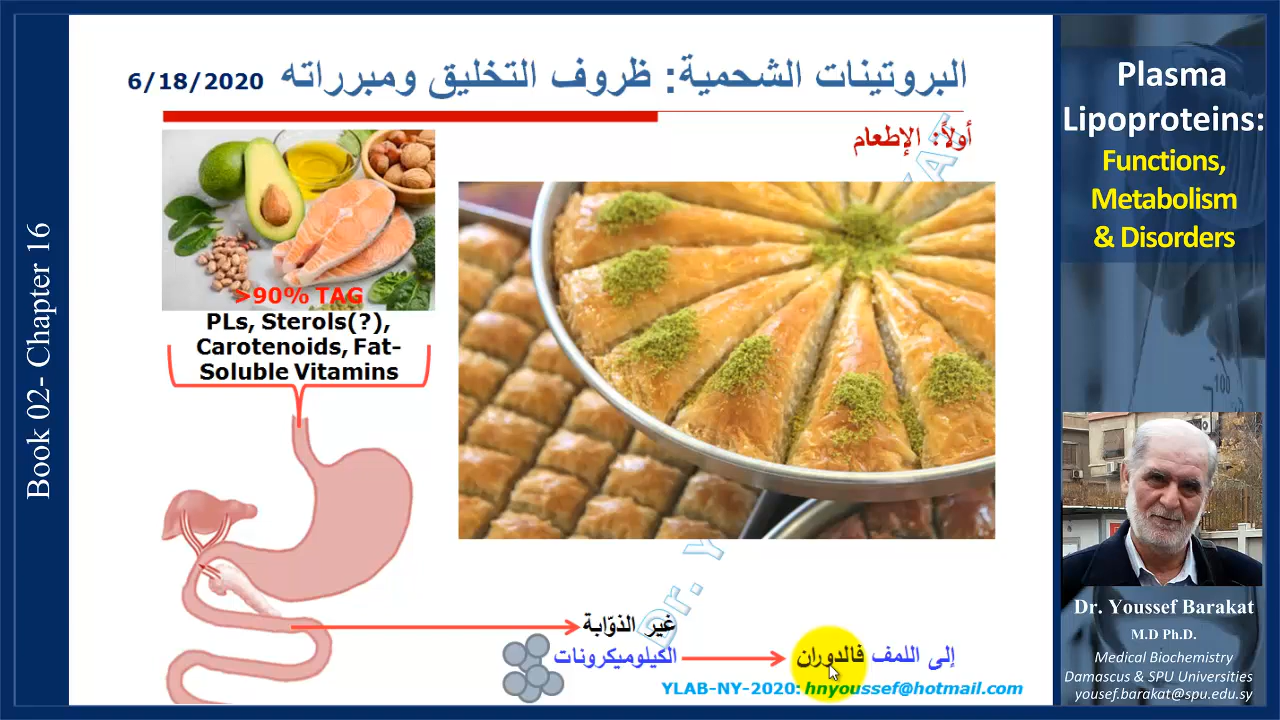 البروتينات الشحمية: ظروف التخليق ومبرراته 6/18/2020
أولاً: الإطعام
>90% TAG
PLs, Sterols(?),
Carotenoids, Fat-
Soluble Vitamins
غير الذوّابة
الكيلوميكرونات
إلى اللمف فالدوران
YLAB-NY-2020: hnyoussef@hotmail.com
Book 02- Chapter 16
Plasma
Lipoproteins:
Functions,
Metabolism
& Disorders
100
Dr. Youssef Barakat
M.D Ph.D.
Medical Biochemistry
Damascus & SPU Universities
yousef.barakat@spu.edu.sy
Dr. Y